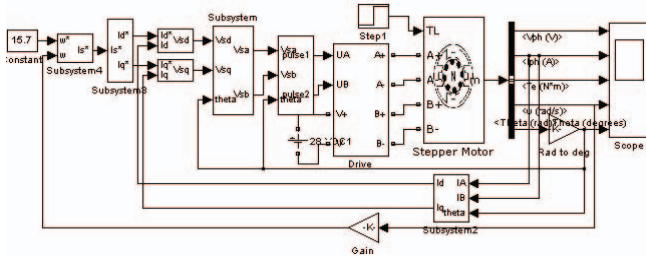 15.7
Constant
w*
w
Is*
Subsystem4
Is*
Id*
Iq*
Subsystem3
Id*
Id
Vsd
Iq*
Iq
Vsq
Subsystem
Vsd
Vsq
theta
Vsa
Vsb
Vsa
Vsb
theta
pulse1
pulse2
28 VDC1
UA
UB
V+
V-
A+
A-
B+
B-
Drive
Step1
TL
A+
A-
B+
B-
m
Stepper Motor
<Vph (V)>
<Iph (A)>
<Te (N*m)>
<w (rad/s)>
<Theta (rad)>
Theta (degrees)
-K-
Rad to deg
Scope
Id
Iq
IA
IB
theta
Subsystem2
-K-
Gain